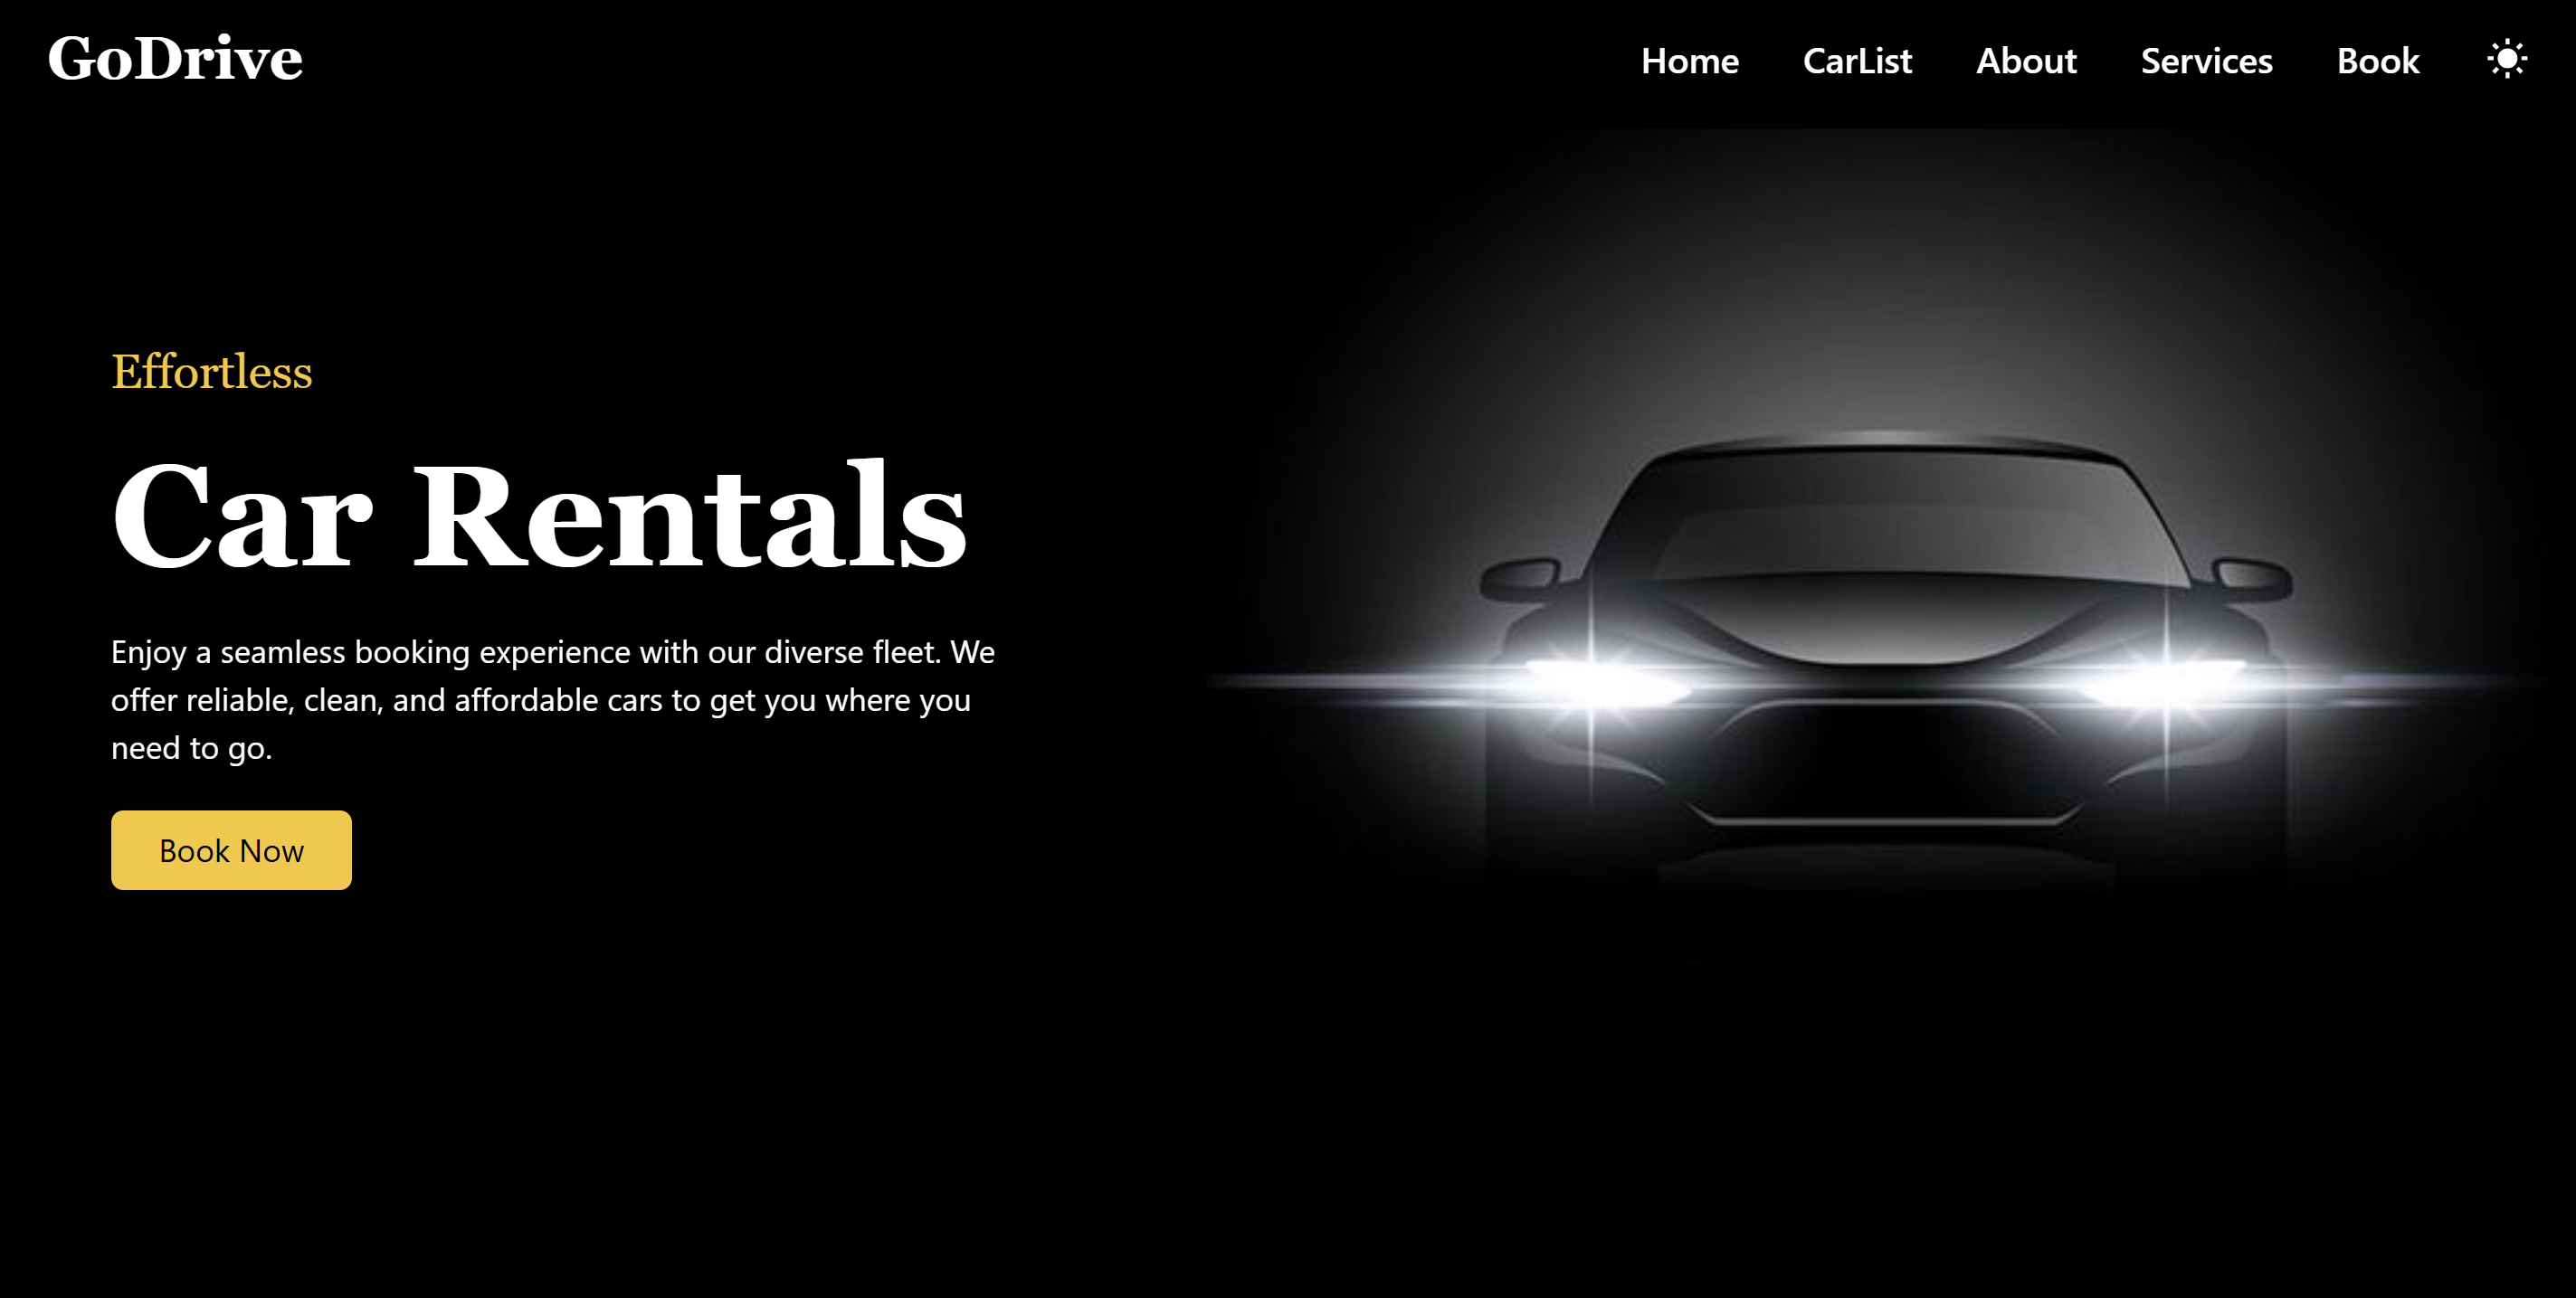 GoDrive
Home
CarList
About
Services
Book
Effortless
Car Rentals
Enjoy a seamless booking experience with our diverse fleet. We
offer reliable, clean, and affordable cars to get you where you
need to go.
Book Now